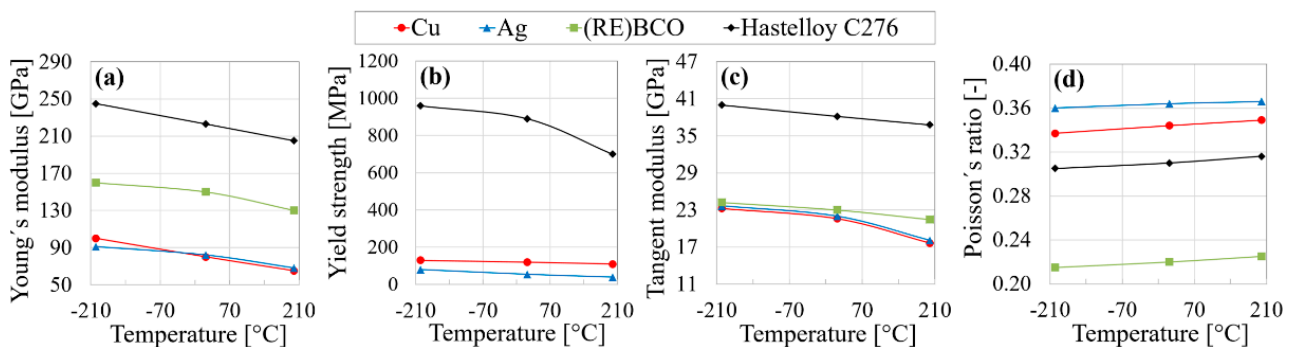 Cu Ag (RE)BCO Hastelloy C276
(a)
Young´s modulus [GPa]
290
250
210
170
130
90
50
-210 -70 70 210
Temperature [°C]
(b)
Yield strength [MPa]
1200
1000
800
600
400
200
0
-210 -70 70 210
Temperature [°C]
(c)
Tangent modulus [GPa]
47
41
35
29
23
17
11
-210 -70 70 210
Temperature [°C]
(d)
Poisson´s ratio [-]
0.40
0.36
0.32
0.28
0.24
0.20
-210 -70 70 210
Temperature [°C]